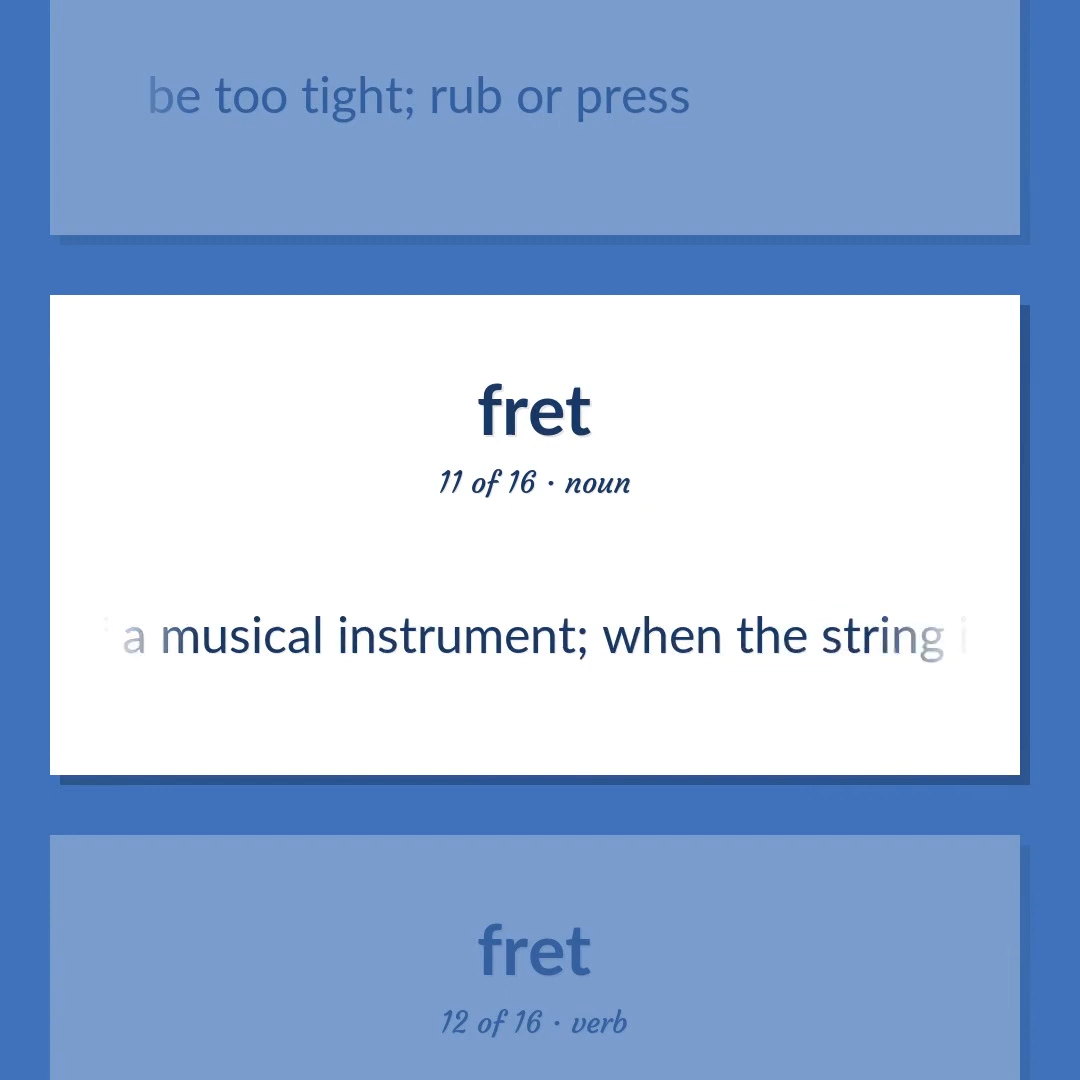 be too tight; rub or press
fret
11 of 16 · noun
a musical instrument; when the string
fret
12 of 16 · verb